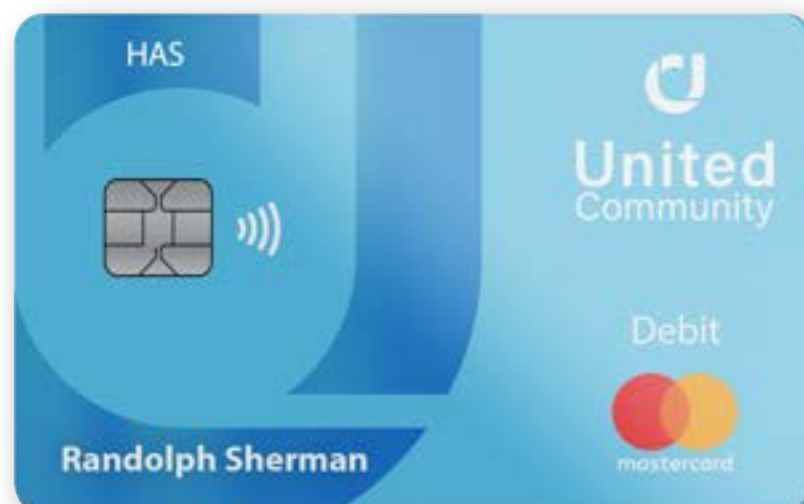 HAS
United
Community
Debit
mastercard
Randolph Sherman